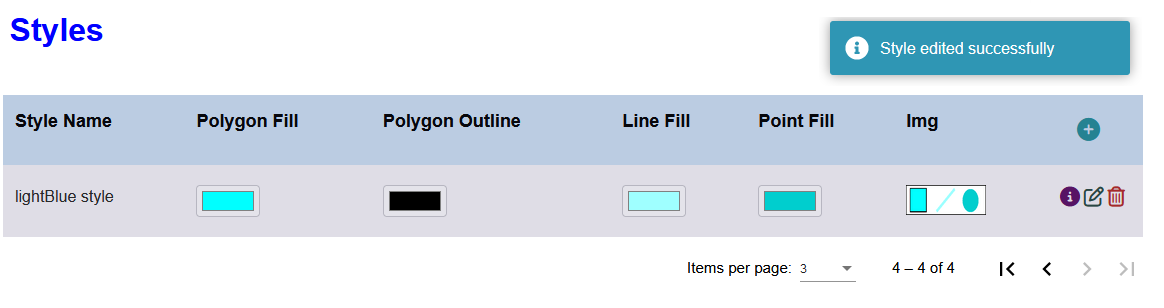 Styles
Style edited successfully
Style Name Polygon Fill Polygon Outline Line Fill Point Fill Img
lightBlue style
Items per page: 3 4 – 4 of 4